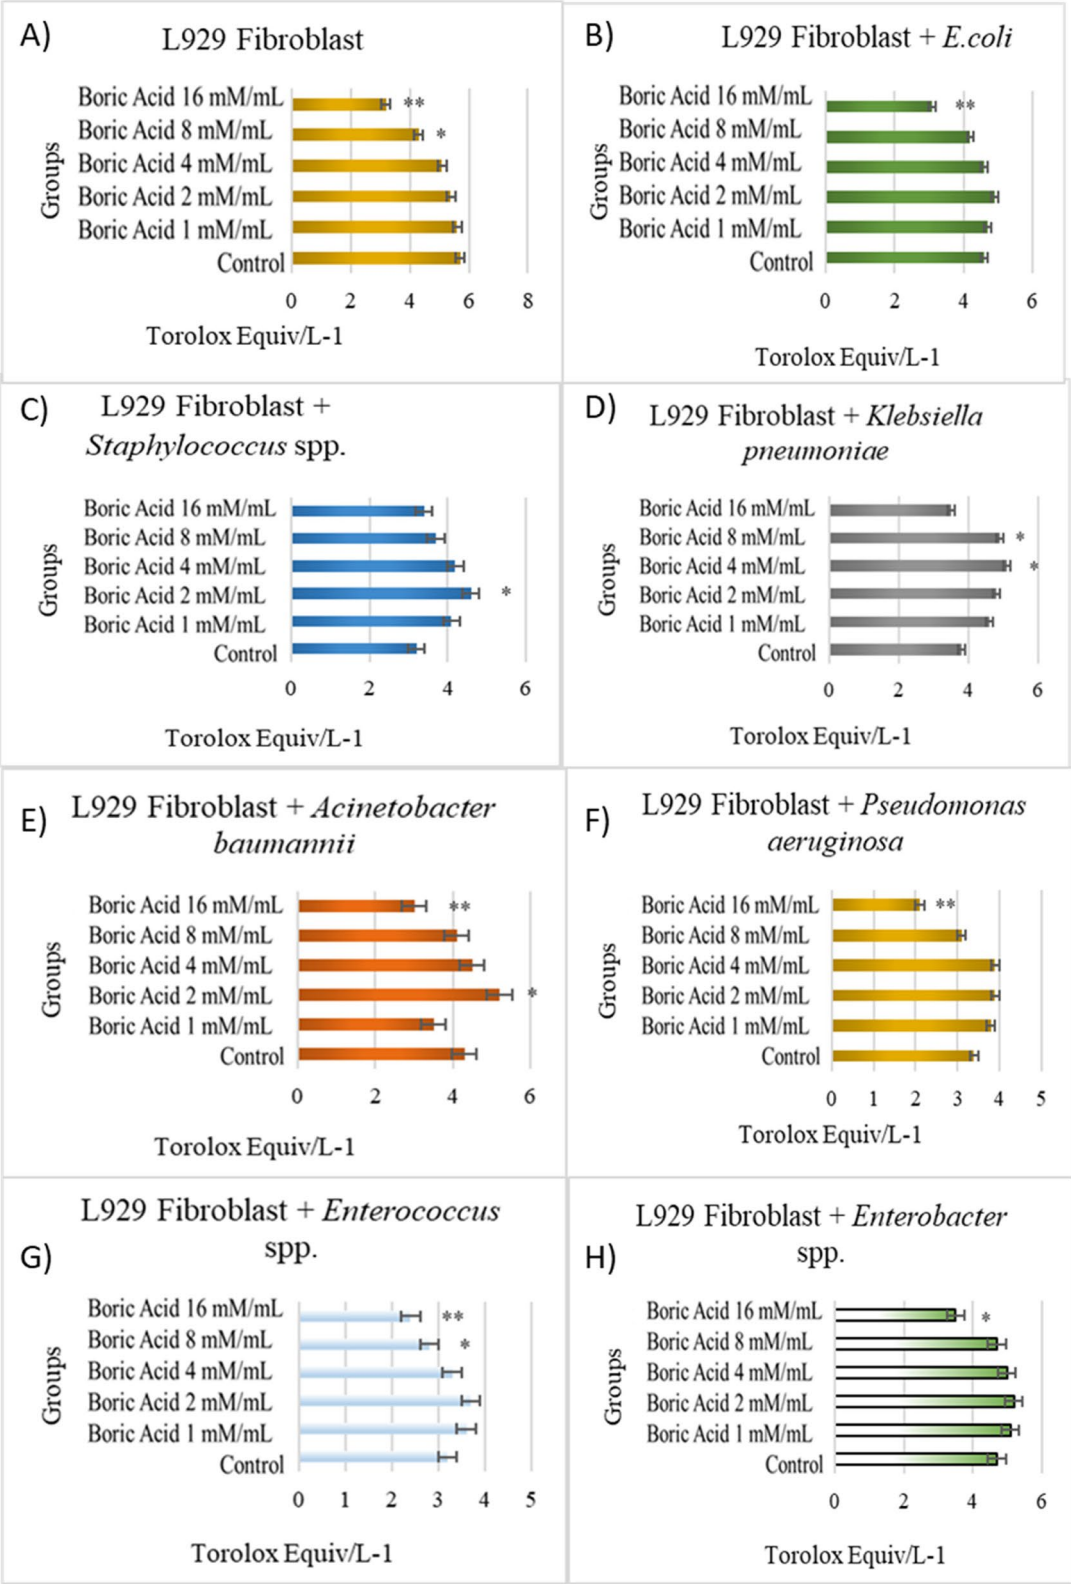 A)
L929 Fibroblast
Groups
Boric Acid 16 mM/mL
**
Boric Acid 8 mM/mL
*
Boric Acid 4 mM/mL
Boric Acid 2 mM/mL
Boric Acid 1 mM/mL
Control
0 2 4 6 8
Torolox Equiv/L-1
B)
L929 Fibroblast + E.coli
Groups
Boric Acid 16 mM/mL
**
Boric Acid 8 mM/mL
Boric Acid 4 mM/mL
Boric Acid 2 mM/mL
Boric Acid 1 mM/mL
Control
0 2 4 6
Torolox Equiv/L-1
C)
L929 Fibroblast +
Staphylococcus spp.
Groups
Boric Acid 16 mM/mL
Boric Acid 8 mM/mL
Boric Acid 4 mM/mL
Boric Acid 2 mM/mL
*
Boric Acid 1 mM/mL
Control
0 2 4 6
Torolox Equiv/L-1
D)
L929 Fibroblast + Klebsiella
pneumoniae
Groups
Boric Acid 16 mM/mL
Boric Acid 8 mM/mL
*
Boric Acid 4 mM/mL
*
Boric Acid 2 mM/mL
Boric Acid 1 mM/mL
Control
0 2 4 6
Torolox Equiv/L-1
E)
L929 Fibroblast + Acinetobacter
baumannii
Groups
Boric Acid 16 mM/mL
**
Boric Acid 8 mM/mL
Boric Acid 4 mM/mL
Boric Acid 2 mM/mL
*
Boric Acid 1 mM/mL
Control
0 2 4 6
Torolox Equiv/L-1
F)
L929 Fibroblast + Pseudomonas
aeruginosa
Groups
Boric Acid 16 mM/mL
**
Boric Acid 8 mM/mL
Boric Acid 4 mM/mL
Boric Acid 2 mM/mL
Boric Acid 1 mM/mL
Control
0 1 2 3 4 5
Torolox Equiv/L-1
G)
L929 Fibroblast + Enterococcus
spp.
Groups
Boric Acid 16 mM/mL
**
Boric Acid 8 mM/mL
*
Boric Acid 4 mM/mL
Boric Acid 2 mM/mL
Boric Acid 1 mM/mL
Control
0 1 2 3 4 5
Torolox Equiv/L-1
H)
L929 Fibroblast + Enterobacter
spp.
Groups
Boric Acid 16 mM/mL
*
Boric Acid 8 mM/mL
Boric Acid 4 mM/mL
Boric Acid 2 mM/mL
Boric Acid 1 mM/mL
Control
0 2 4 6
Torolox Equiv/L-1